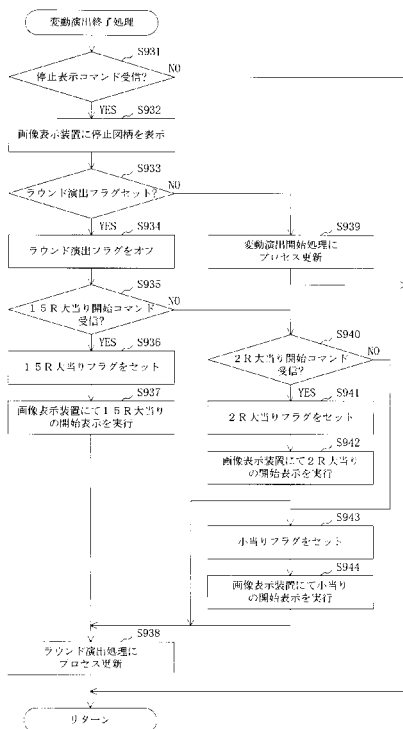 変動演出終了処理
S931
停止表示コマンド受信?
NO
YES
S932
画像表示装置に停止図柄を表示
S933
ラウンド演出フラグセット?
NO
YES
S934
ラウンド演出フラグをオフ
S939
変動演出開始処理に
プロセス更新
S935
15R大当り開始コマンド
受信?
NO
YES
S936
15R大当りフラグをセット
S937
画像表示装置にて15R大当り
の開始表示を実行
S940
2R大当り開始コマンド
受信?
NO
YES
S941
2R大当りフラグをセット
S942
画像表示装置にて2R大当り
の開始表示を実行
S943
小当りフラグをセット
S944
画像表示装置にて小当り
の開始表示を実行
S938
ラウンド演出処理に
プロセス更新
リターン